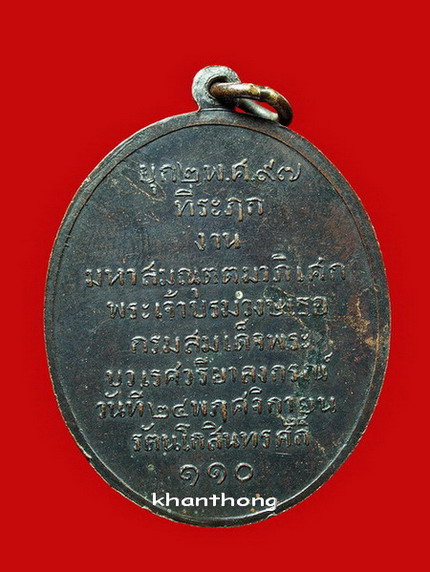 ยุค๒พ.ศ.๙๗
ที่ระฦก
งาน
มหาสมณตตมาภิเศก
พระเจ้าบรมวงษเธอ
กรมสมเด็จพระ
บวเรศวริยาลงกรณ์
วันที่๒๔พฤศจิกายน
รัตนโกสินทรศก
๑๑๐
khanthong